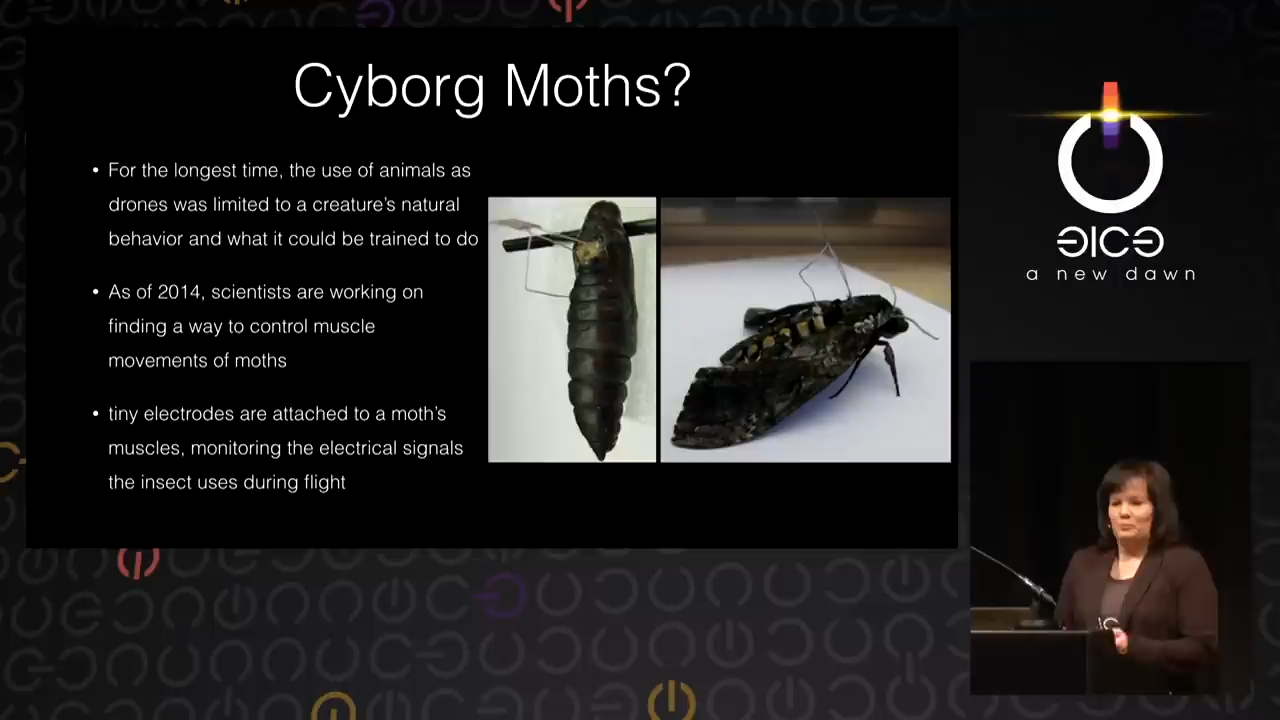 Cyborg Moths?
• For the longest time, the use of animals as
drones was limited to a creature's natural
behavior and what it could be trained to do
• As of 2014, scientists are working on
finding a way to control muscle
movements of moths
• tiny electrodes are attached to a moth's
muscles, monitoring the electrical signals
the insect uses during flight
a new dawn